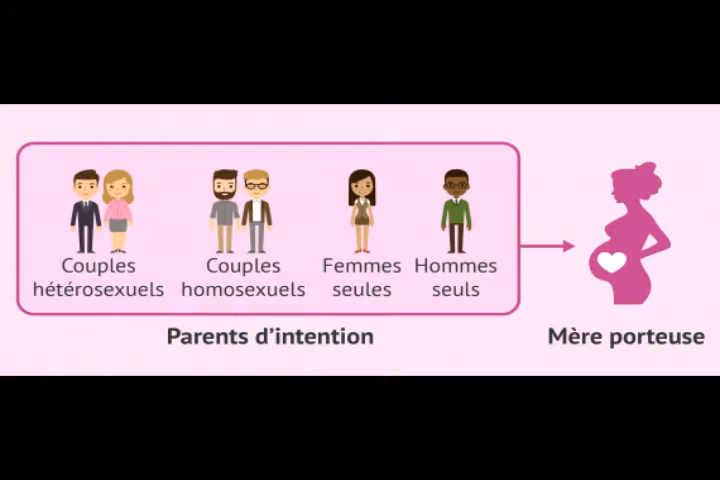 Couples
hétérosexuels
Couples
homosexuels
Femmes
seules
Hommes
seuls
Parents d’intention
Mère porteuse